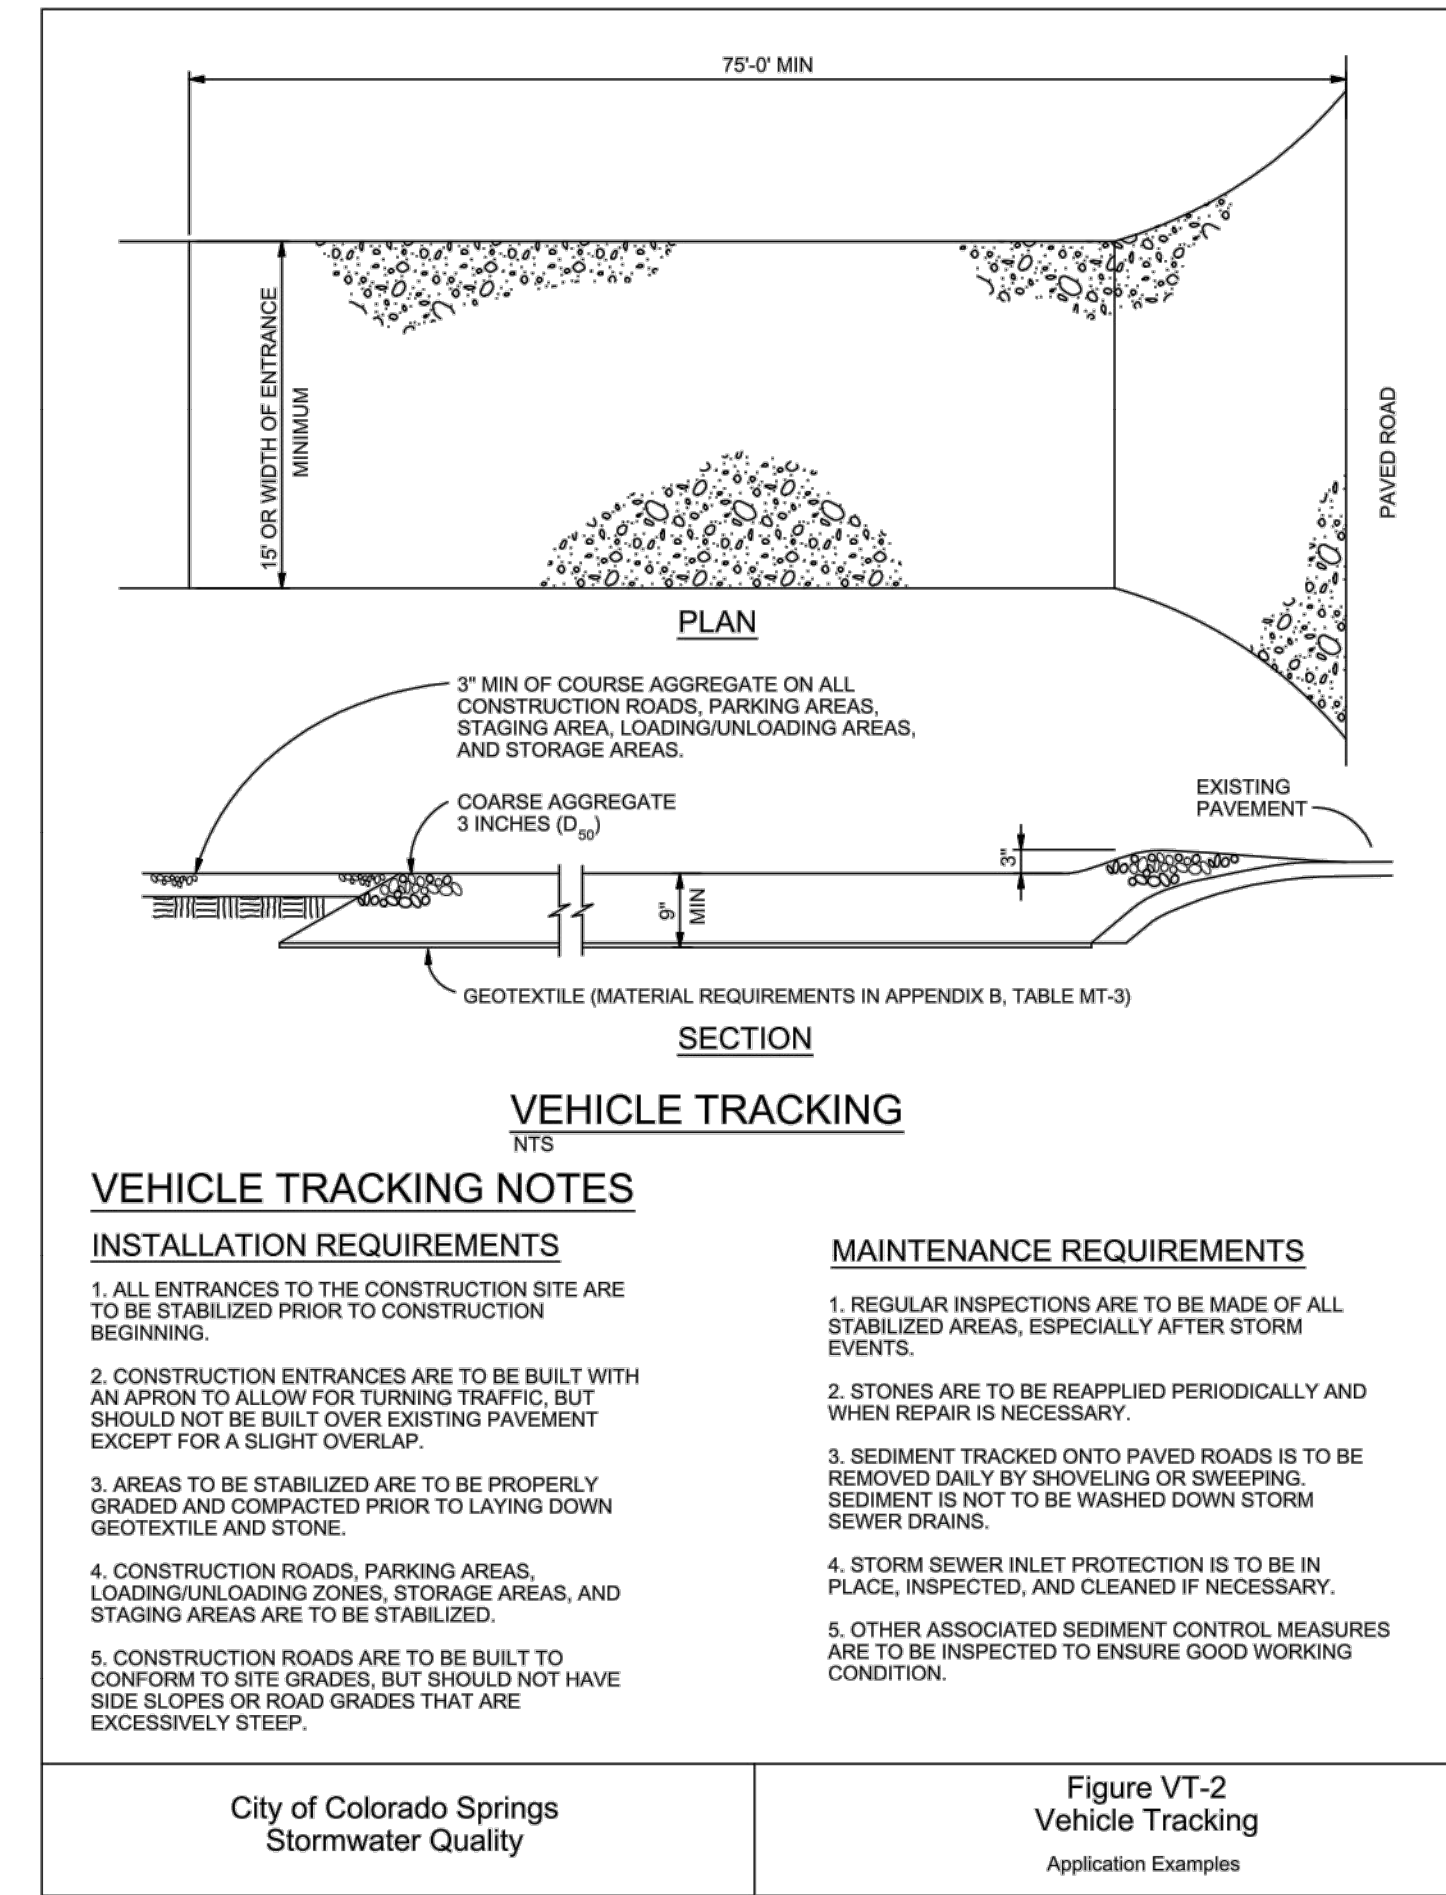 75'-0' MIN
15' OR WIDTH OF ENTRANCE
MINIMUM
PAVED ROAD
PLAN
3" MIN OF COURSE AGGREGATE ON ALL
CONSTRUCTION ROADS, PARKING AREAS,
STAGING AREA, LOADING/UNLOADING AREAS,
AND STORAGE AREAS.
COARSE AGGREGATE
3 INCHES (D50)
EXISTING
PAVEMENT
3"
9"
MIN
GEOTEXTILE (MATERIAL REQUIREMENTS IN APPENDIX B, TABLE MT-3)
SECTION
VEHICLE TRACKING
NTS
VEHICLE TRACKING NOTES
INSTALLATION REQUIREMENTS
1. ALL ENTRANCES TO THE CONSTRUCTION SITE ARE
TO BE STABILIZED PRIOR TO CONSTRUCTION
BEGINNING.
2. CONSTRUCTION ENTRANCES ARE TO BE BUILT WITH
AN APRON TO ALLOW FOR TURNING TRAFFIC, BUT
SHOULD NOT BE BUILT OVER EXISTING PAVEMENT
EXCEPT FOR A SLIGHT OVERLAP.
3. AREAS TO BE STABILIZED ARE TO BE PROPERLY
GRADED AND COMPACTED PRIOR TO LAYING DOWN
GEOTEXTILE AND STONE.
4. CONSTRUCTION ROADS, PARKING AREAS,
LOADING/UNLOADING ZONES, STORAGE AREAS, AND
STAGING AREAS ARE TO BE STABILIZED.
5. CONSTRUCTION ROADS ARE TO BE BUILT TO
CONFORM TO SITE GRADES, BUT SHOULD NOT HAVE
SIDE SLOPES OR ROAD GRADES THAT ARE
EXCESSIVELY STEEP.
MAINTENANCE REQUIREMENTS
1. REGULAR INSPECTIONS ARE TO BE MADE OF ALL
STABILIZED AREAS, ESPECIALLY AFTER STORM
EVENTS.
2. STONES ARE TO BE REAPPLIED PERIODICALLY AND
WHEN REPAIR IS NECESSARY.
3. SEDIMENT TRACKED ONTO PAVED ROADS IS TO BE
REMOVED DAILY BY SHOVELING OR SWEEPING.
SEDIMENT IS NOT TO BE WASHED DOWN STORM
SEWER DRAINS.
4. STORM SEWER INLET PROTECTION IS TO BE IN
PLACE, INSPECTED, AND CLEANED IF NECESSARY.
5. OTHER ASSOCIATED SEDIMENT CONTROL MEASURES
ARE TO BE INSPECTED TO ENSURE GOOD WORKING
CONDITION.
City of Colorado Springs
Stormwater Quality
Figure VT-2
Vehicle Tracking
Application Examples